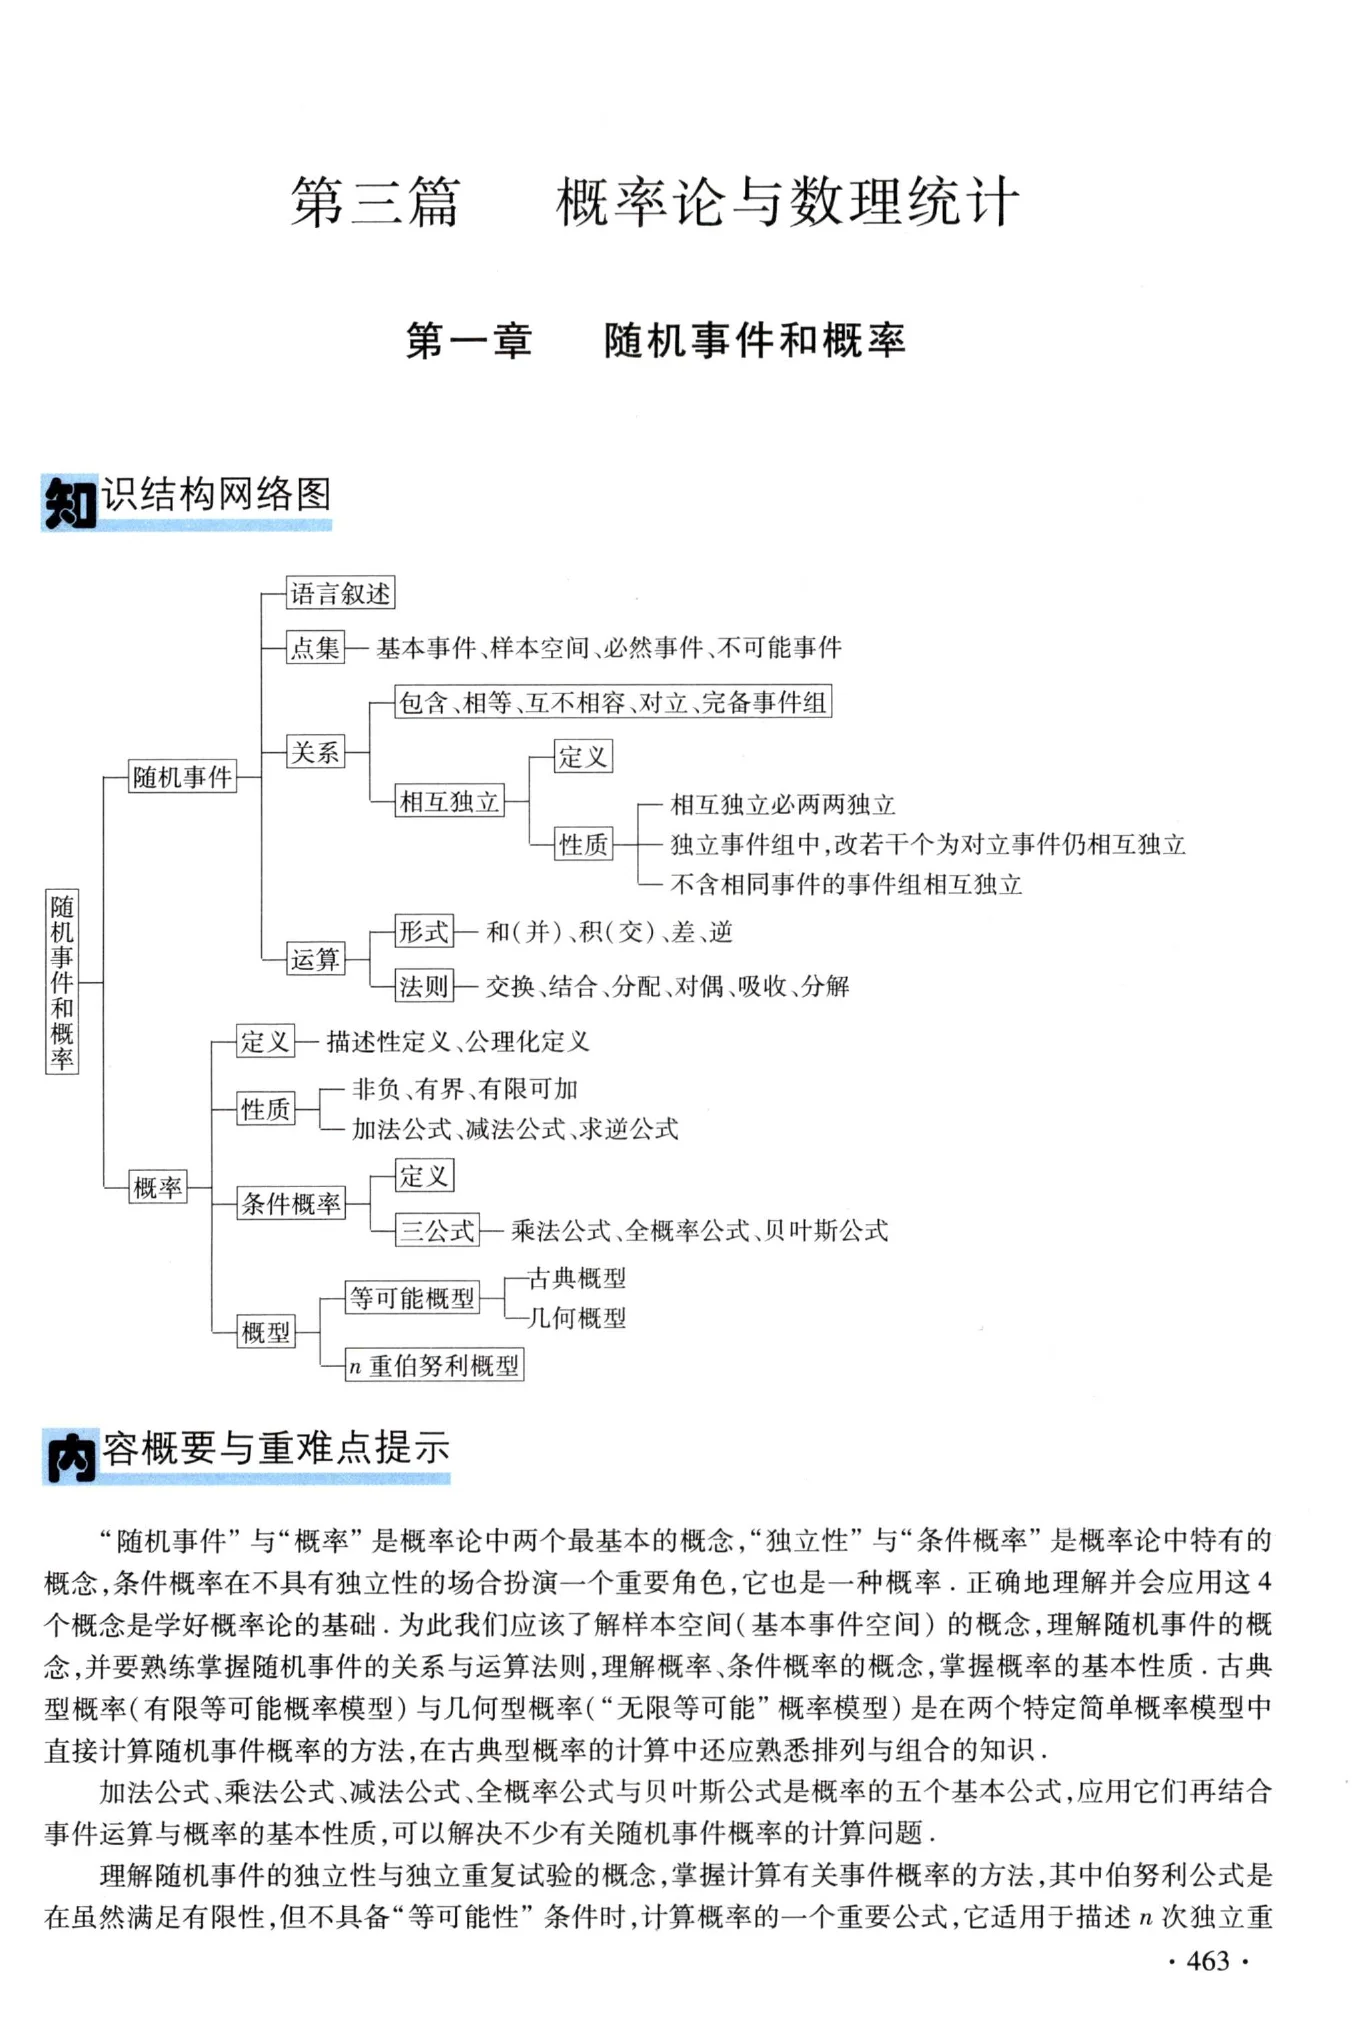 第三篇 概率论与数理统计
第一章 随机事件和概率
知识结构网络图
语言叙述
点集 基本事件、样本空间、必然事件、不可能事件
包含、相等、互不相容、对立、完备事件组
关系
定义
随机事件
相互独立
相互独立必两两独立
性质 独立事件组中,改若干个为对立事件仍相互独立
不含相同事件的事件组相互独立
随机事件和概率
形式 和(并)、积(交)、差、逆
运算
法则 交换、结合、分配、对偶、吸收、分解
定义 描述性定义、公理化定义
非负、有界、有限可加
性质
加法公式、减法公式、求逆公式
定义
概率
条件概率
三公式 乘法公式、全概率公式、贝叶斯公式
古典概型
等可能概型
几何概型
概型
n 重伯努利概型
内容概要与重难点提示
“随机事件”与“概率”是概率论中两个最基本的概念,“独立性”与“条件概率”是概率论中特有的
概念,条件概率在不具有独立性的场合扮演一个重要角色,它也是一种概率.正确地理解并会应用这 4
个概念是学好概率论的基础.为此我们应该了解样本空间(基本事件空间)的概念,理解随机事件的概
念,并要熟练掌握随机事件的关系与运算法则,理解概率、条件概率的概念,掌握概率的基本性质.古典
型概率(有限等可能概率模型)与几何型概率(“无限等可能”概率模型)是在两个特定简单概率模型中
直接计算随机事件概率的方法,在古典型概率的计算中还应熟悉排列与组合的知识.
加法公式、乘法公式、减法公式、全概率公式与贝叶斯公式是概率的五个基本公式,应用它们再结合
事件运算与概率的基本性质,可以解决不少有关随机事件概率的计算问题.
理解随机事件的独立性与独立重复试验的概念,掌握计算有关事件概率的方法,其中伯努利公式是
在虽然满足有限性,但不具备“等可能性”条件时,计算概率的一个重要公式,它适用于描述 n 次独立重
· 463 ·